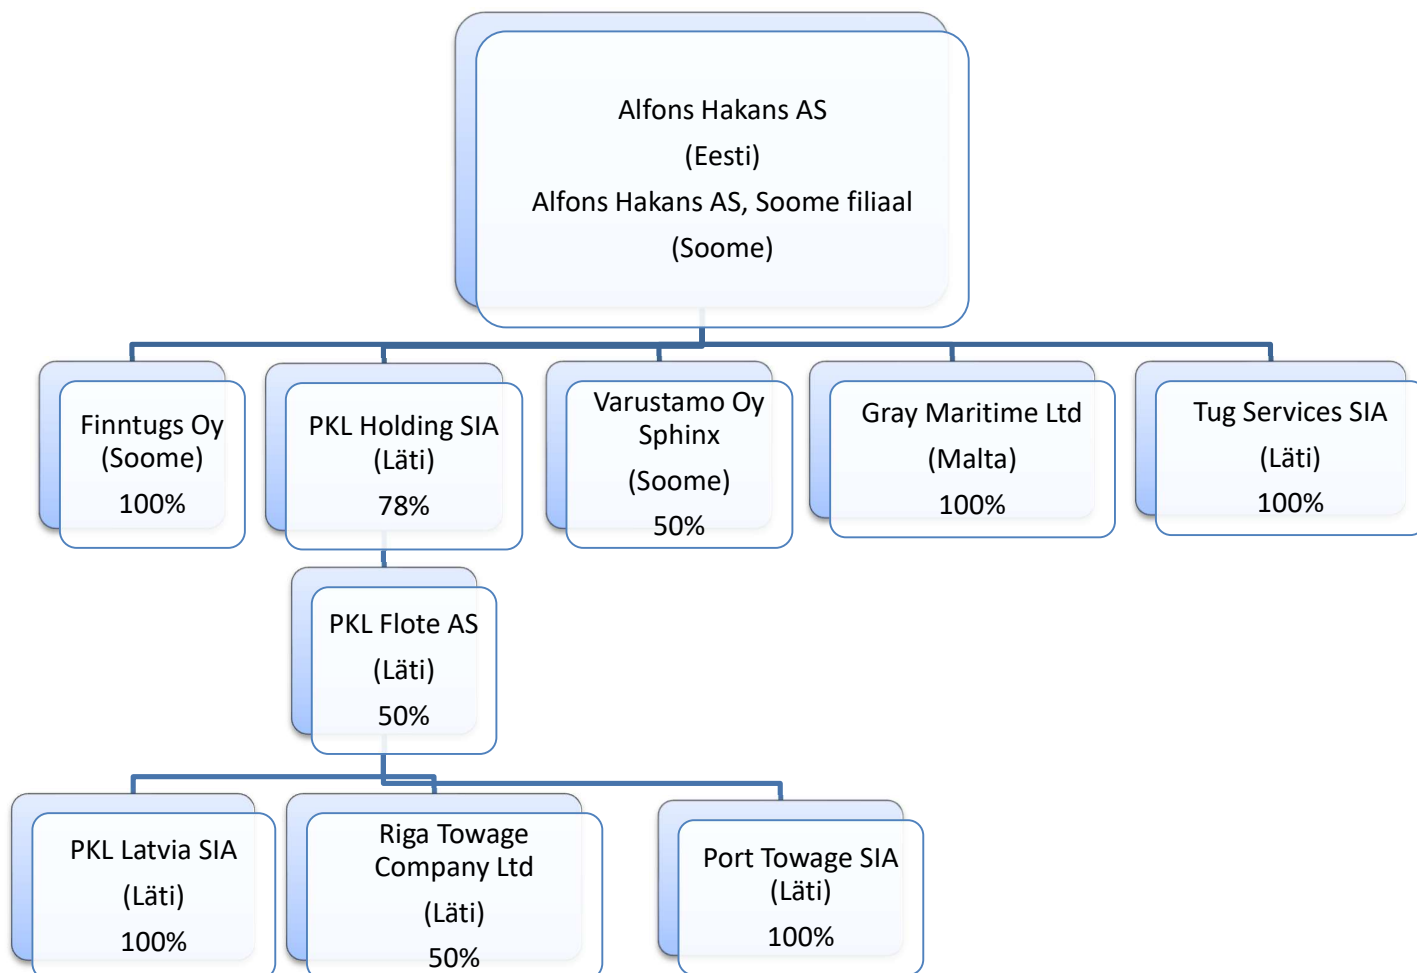 Alfons Hakans AS
(Eesti)
Alfons Hakans AS, Soome filiaal
(Soome)
Finntugs Oy
(Soome)
100%
PKL Holding SIA
(Läti)
78%
Varustamo Oy
Sphinx
(Soome)
50%
Gray Maritime Ltd
(Malta)
100%
Tug Services SIA
(Läti)
100%
PKL Flote AS
(Läti)
50%
PKL Latvia SIA
(Läti)
100%
Riga Towage
Company Ltd
(Läti)
50%
Port Towage SIA
(Läti)
100%